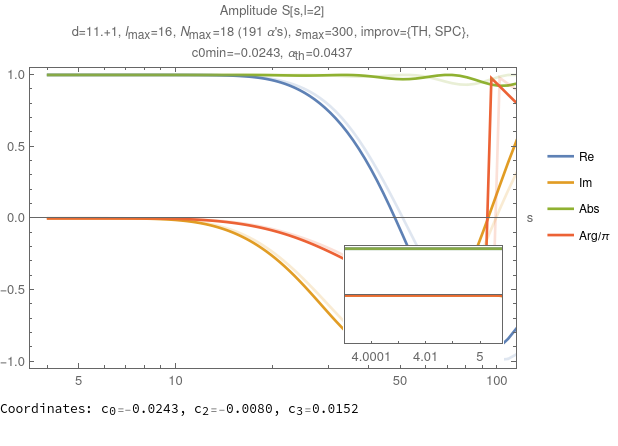 Amplitude S[s,l=2]
d=11.+1, lmax=16, Nmax=18 (191 α's), smax=300, improv={TH, SPC},
c0min=-0.0243, αth=0.0437
1.0
0.5
0.0
-0.5
-1.0
s
Re
Im
Abs
Arg/π
4.0001 4.01 5
5 10 50 100
Coordinates: c0=-0.0243, c2=-0.0080, c3=0.0152